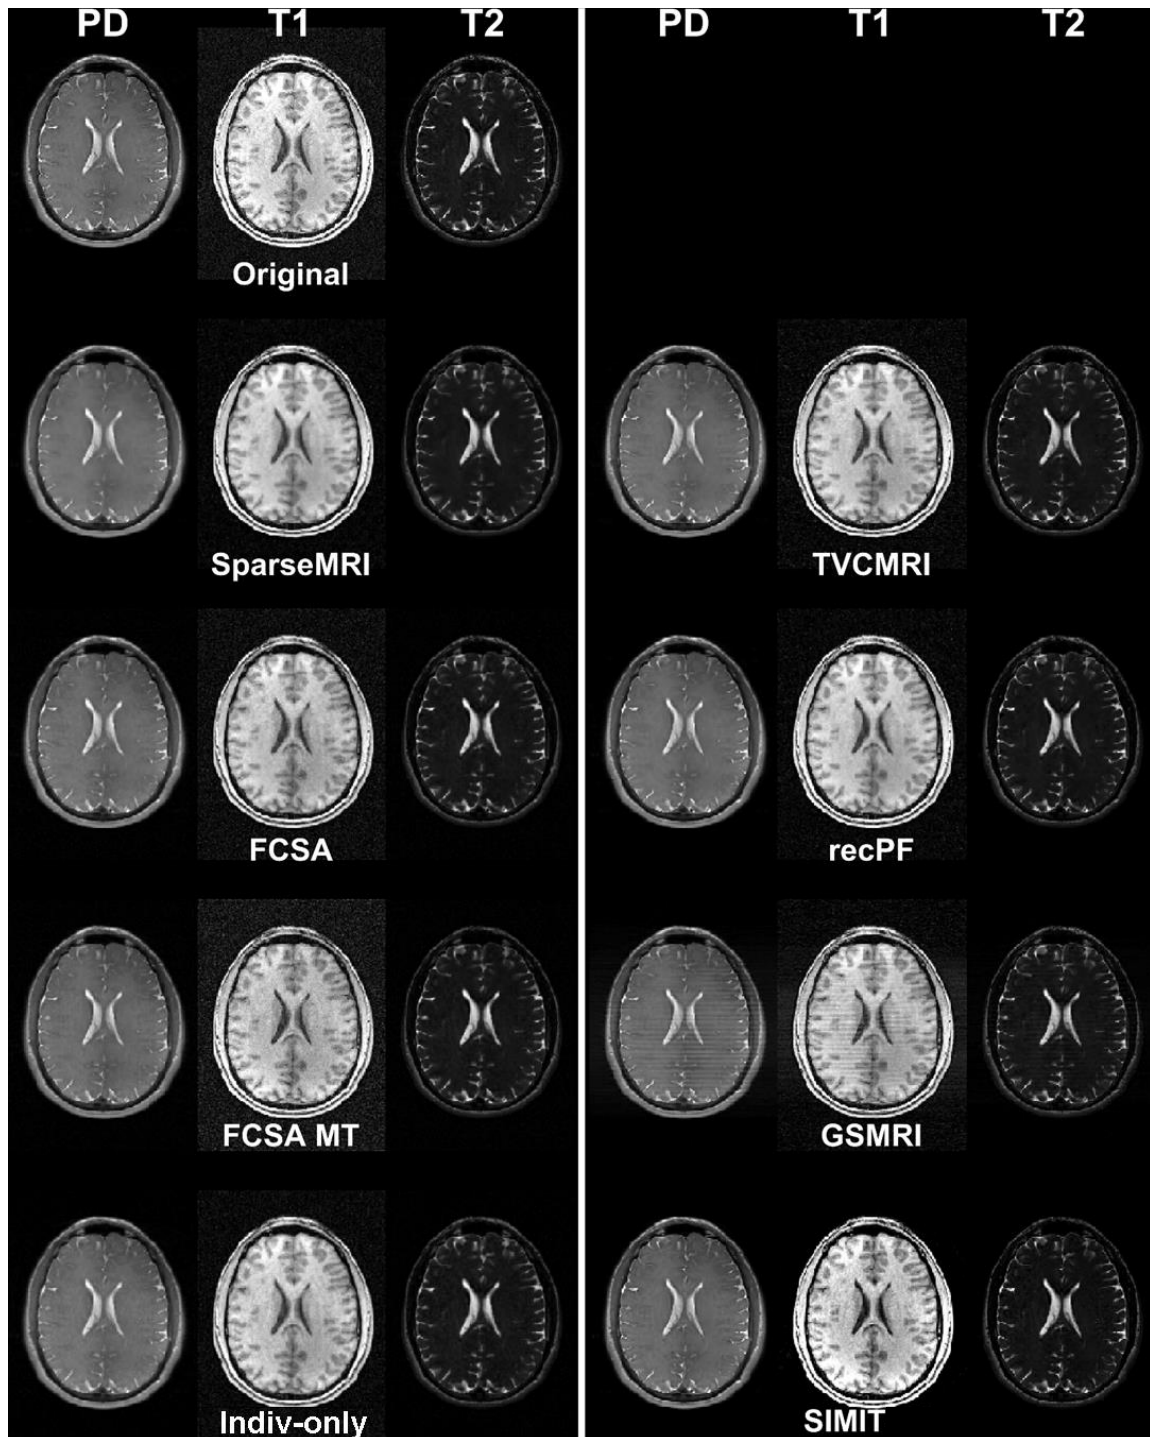 PD T1 T2 PD T1 T2
Original
SparseMRI TVCMRI
FCSA recPF
FCSA MT GSMRI
Indiv-only SIMIT